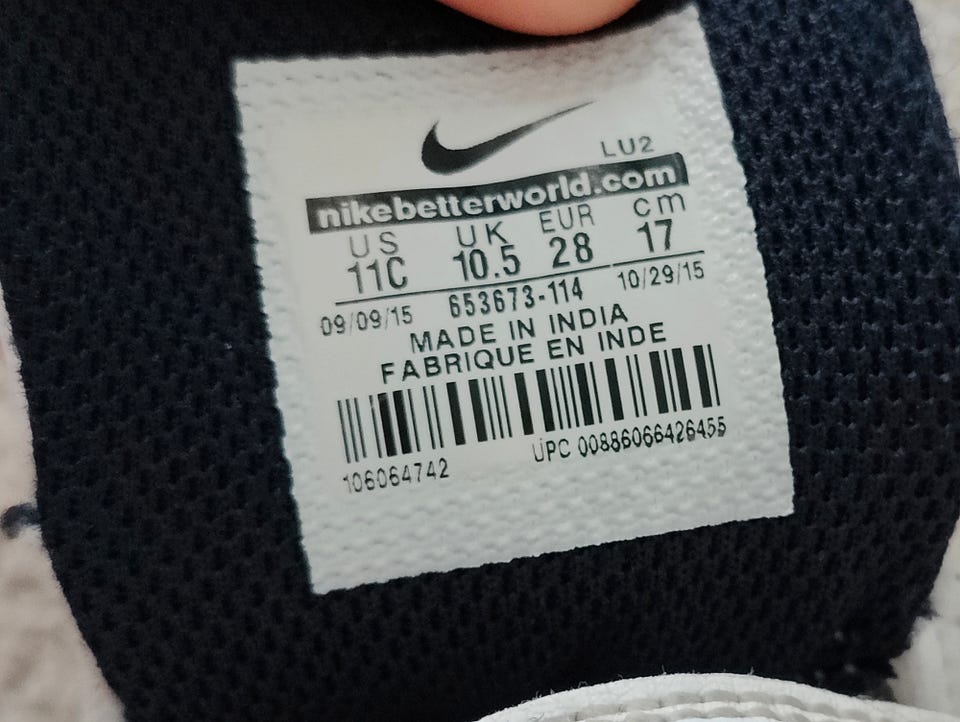 LU2
nikebetterworld.com
US UK EUR cm
11C 10.5 28 17
09/09/15 653673-114 10/29/15
MADE IN INDIA
FABRIQUE EN INDE
106064742 UPC 00886066426455